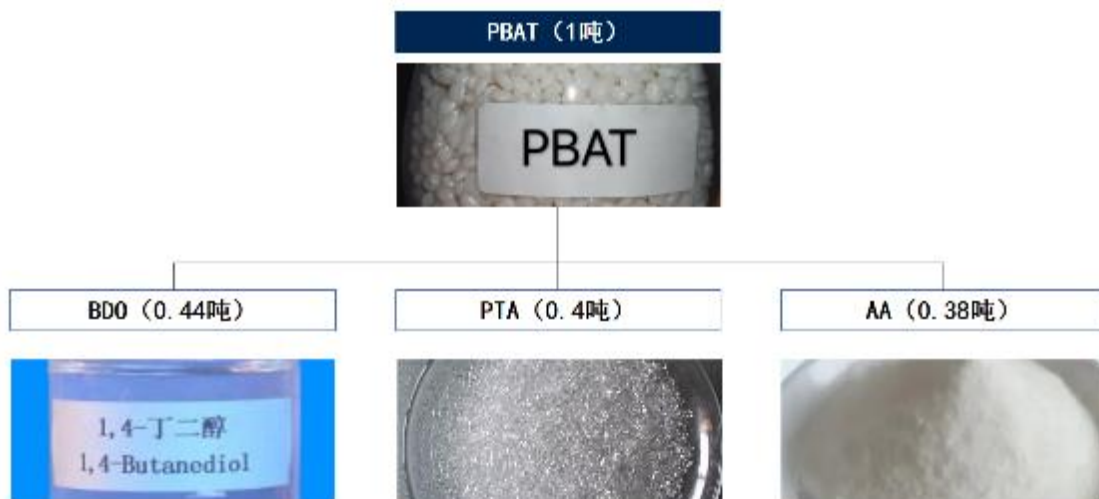 PBAT（1吨）
PBAT
BDO（0.44吨）
PTA（0.4吨）
AA（0.38吨）
1,4-丁二醇
1,4-Butanediol